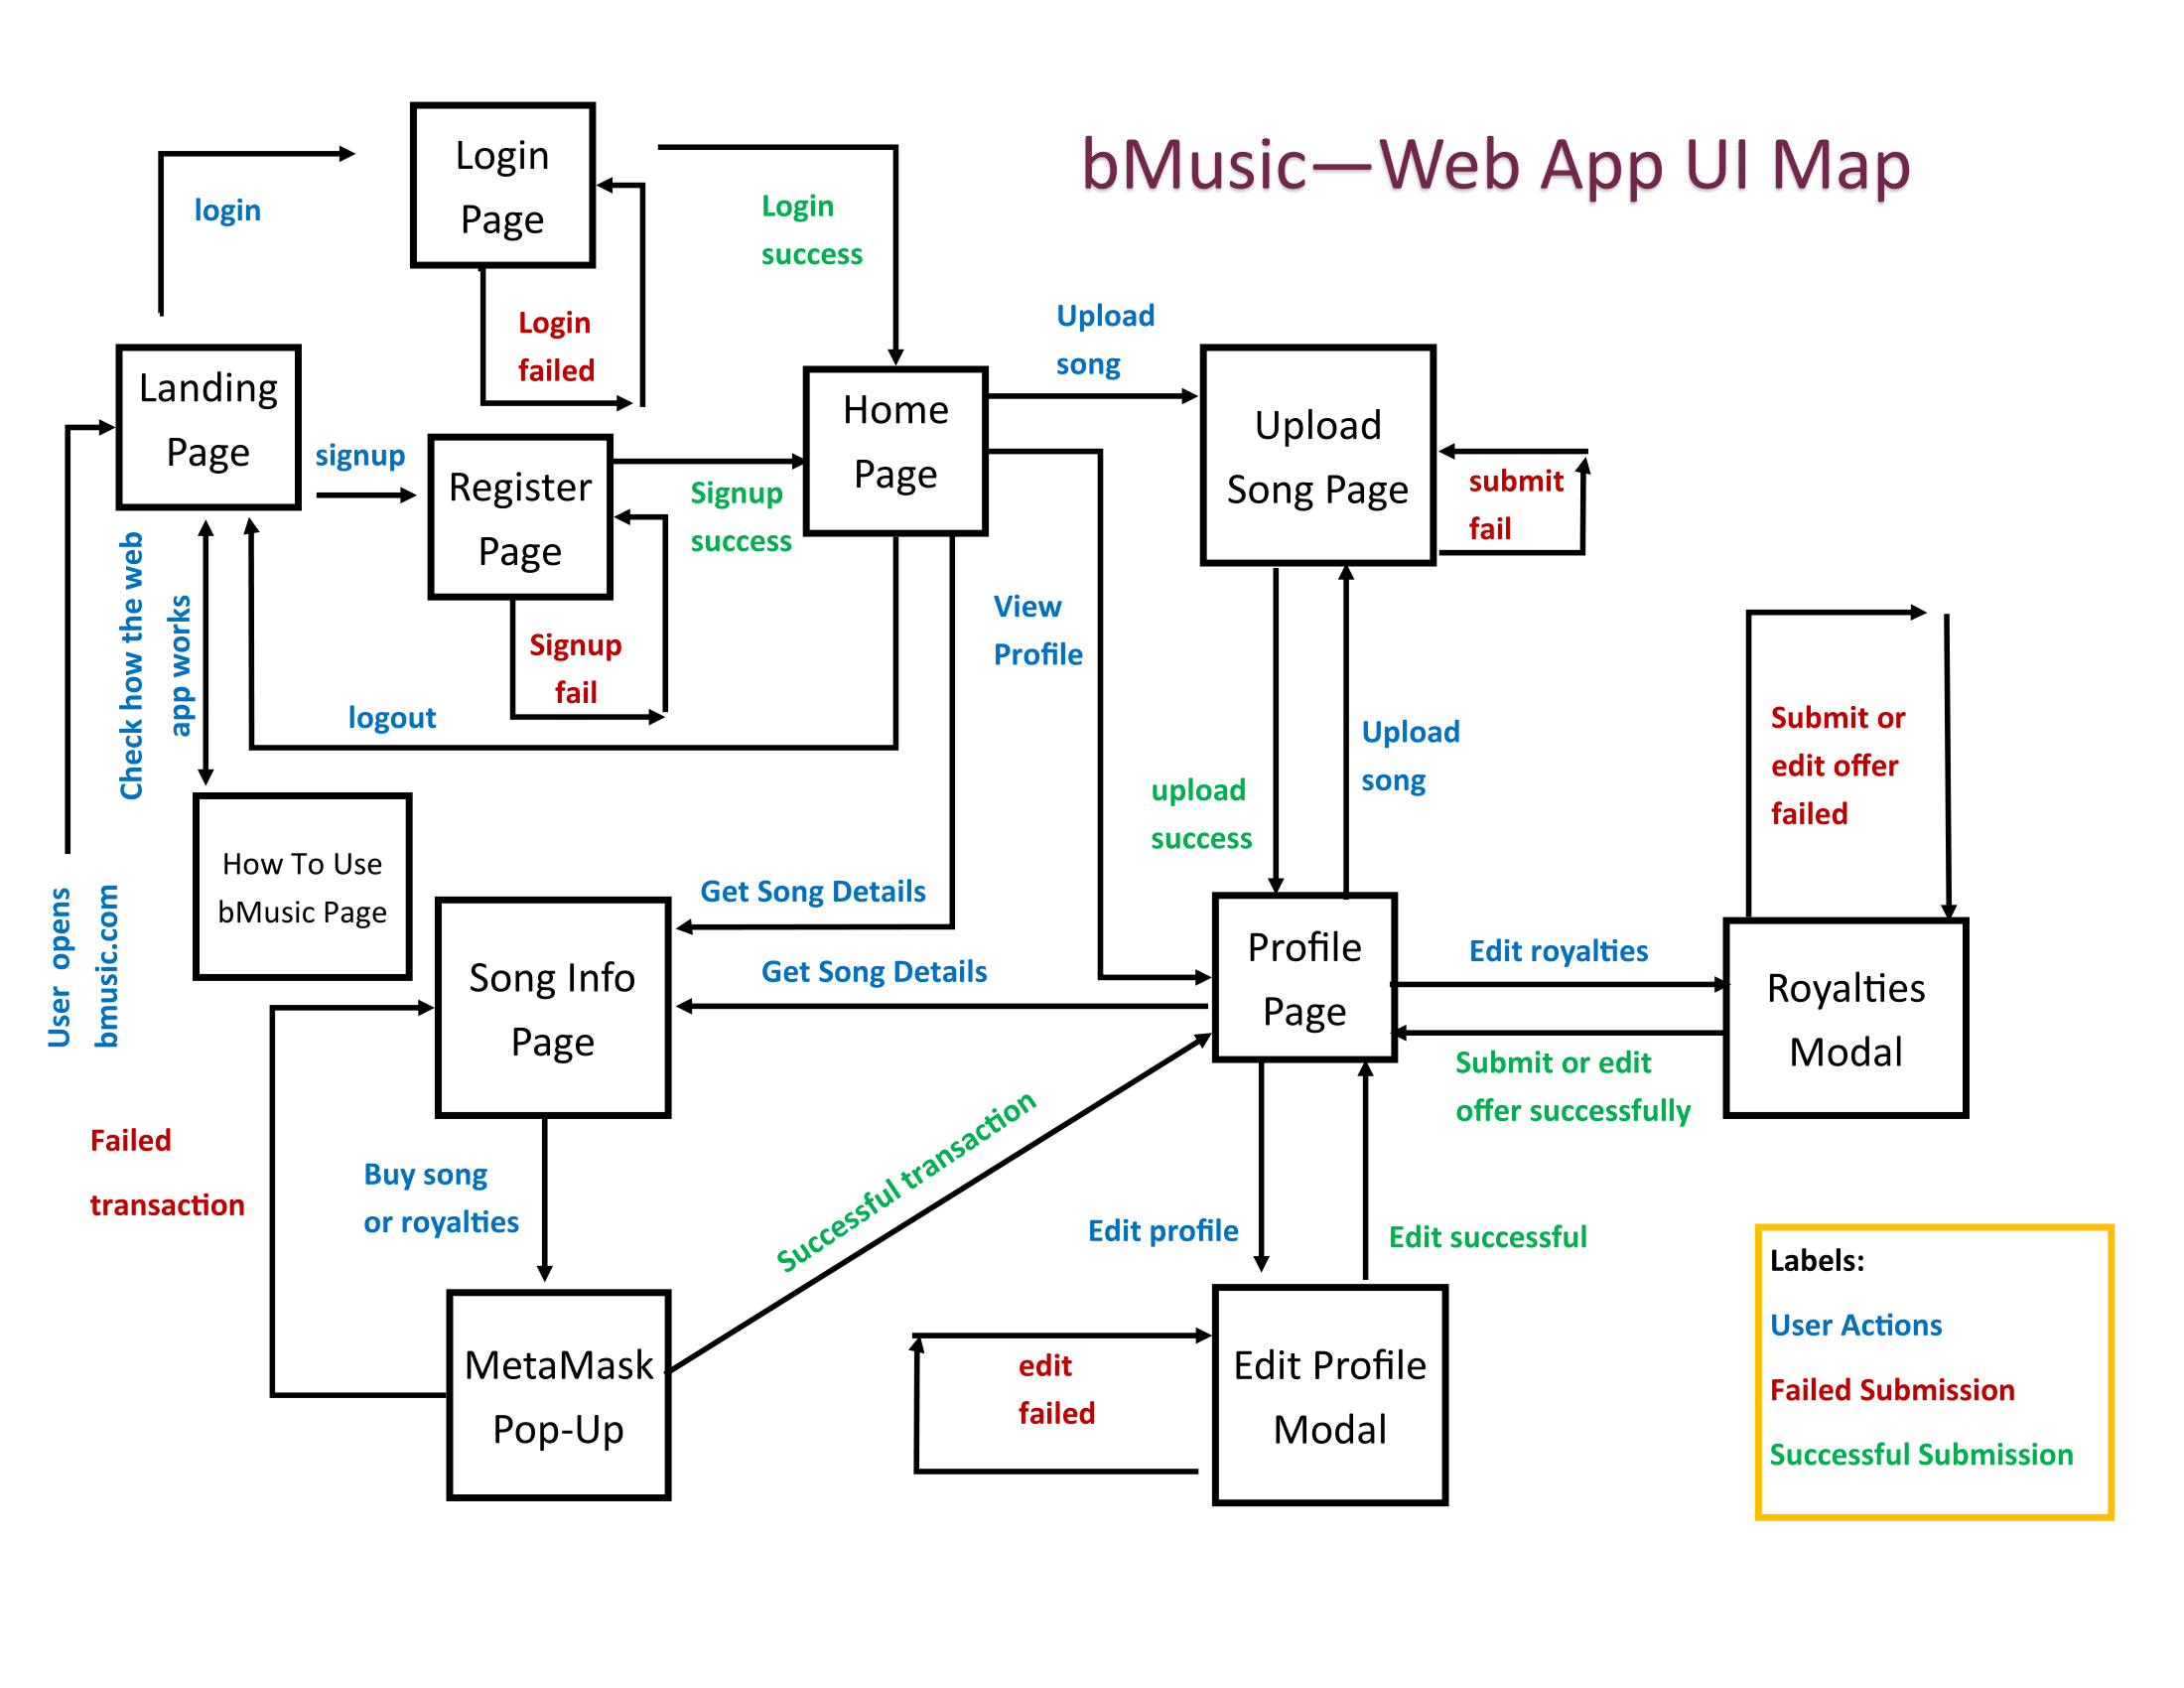 bMusic—Web App UI Map
Login
Page
login
Login
success
Login
failed
Landing
Page
signup
Register
Page
Signup
success
Signup
fail
Home
Page
Upload
song
Upload
Song Page
submit
fail
Check how the web
app works
logout
View
Profile
upload
success
Upload
song
Submit or
edit offer
failed
User opens
bmusic.com
How To Use
bMusic Page
Get Song Details
Get Song Details
Song Info
Page
Profile
Page
Edit royalties
Submit or edit
offer successfully
Royalties
Modal
Failed
transaction
Buy song
or royalties
Successful transaction
Edit profile
Edit successful
MetaMask
Pop-Up
edit
failed
Edit Profile
Modal
Labels:
User Actions
Failed Submission
Successful Submission